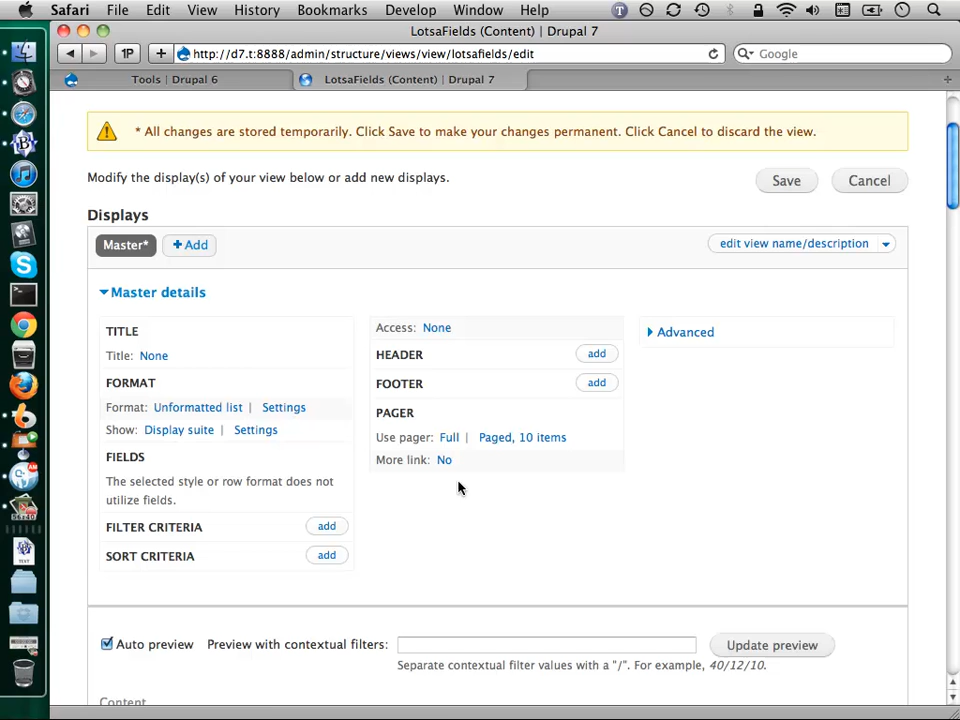 Safari File Edit View History Bookmarks Develop Window Help
LotsaFields (Content) | Drupal 7
1P + http://d7.t:8888/admin/structure/views/view/lotsafields/edit Google
Tools | Drupal 6 LotsaFields (Content) | Drupal 7 +
* All changes are stored temporarily. Click Save to make your changes permanent. Click Cancel to discard the view.
Modify the display(s) of your view below or add new displays.
Save Cancel
Displays
Master* + Add edit view name/description
Master details
TITLE
Title: None
FORMAT
Format: Unformatted list | Settings
Show: Display suite | Settings
FIELDS
The selected style or row format does not
utilize fields.
FILTER CRITERIA add
SORT CRITERIA add
Access: None
HEADER add
FOOTER add
PAGER
Use pager: Full | Paged, 10 items
More link: No
Advanced
Auto preview Preview with contextual filters: Update preview
Separate contextual filter values with a "/". For example, 40/12/10.
Content